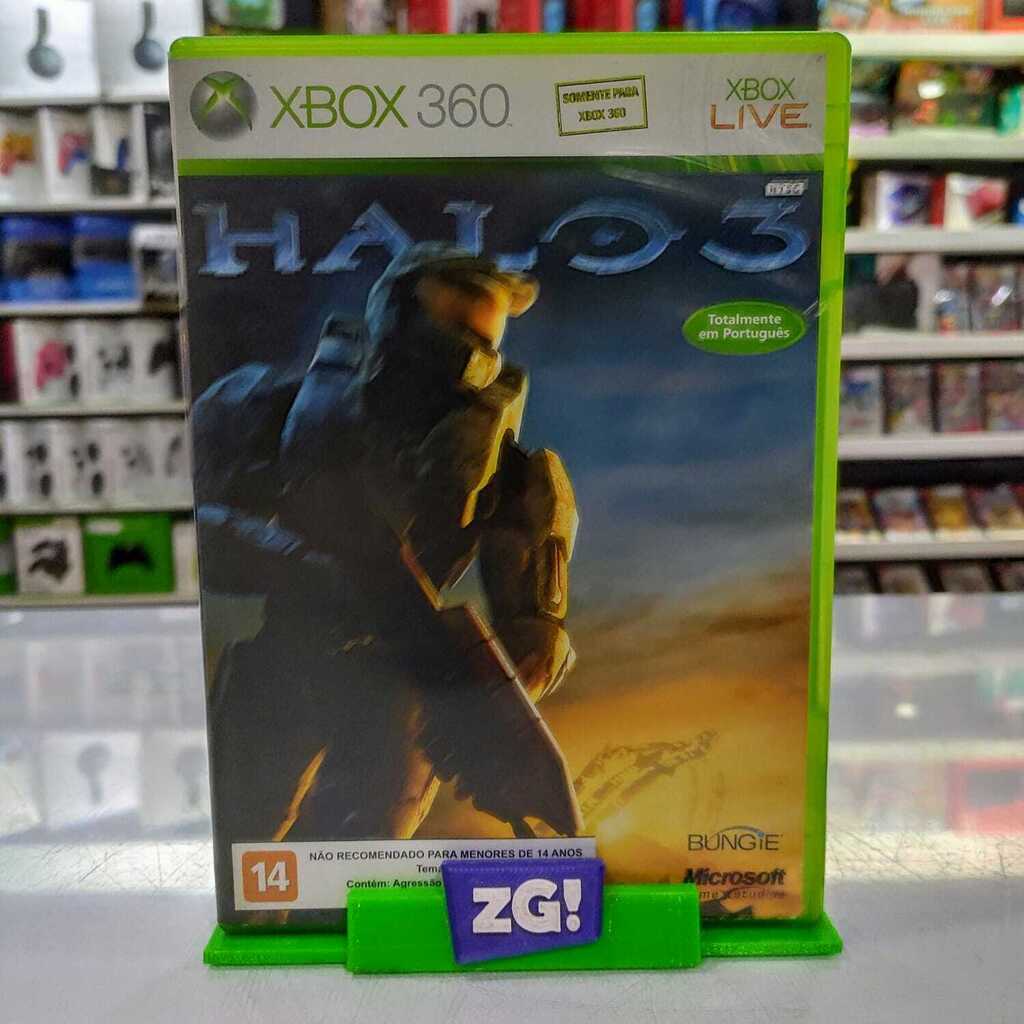 XBOX 360
SOMENTE PARA
XBOX 360
XBOX
LIVE
NTSC
HALO 3
Totalmente
em Português
BUNGiE
Microsoft
14
NÃO RECOMENDADO PARA MENORES DE 14 ANOS
Contém: Agressão
ZG!